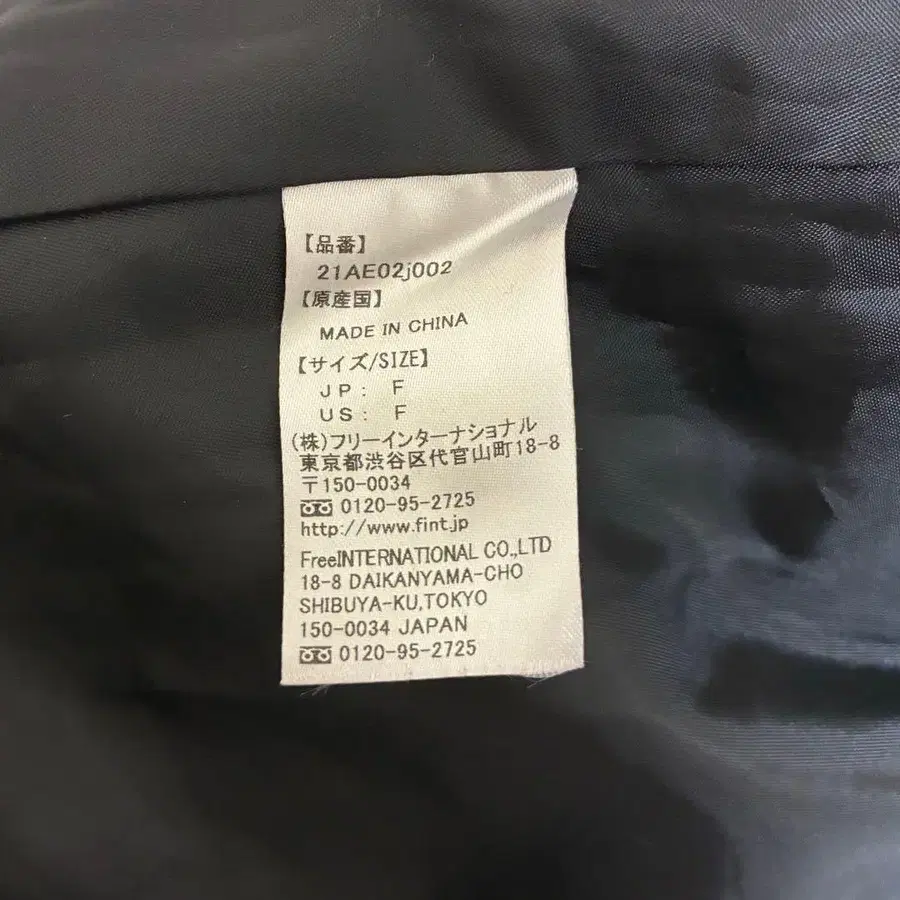 【品番】
21AE02j002
【原産国】
MADE IN CHINA
【サイズ/SIZE】
JP: F
US: F
(株)フリーインターナショナル
東京都渋谷区代官山町18-8
〒150-0034
0120-95-2725
http://www.fint.jp
FreeINTERNATIONAL CO.,LTD
18-8 DAIKANYAMA-CHO
SHIBUYA-KU,TOKYO
150-0034 JAPAN
0120-95-2725